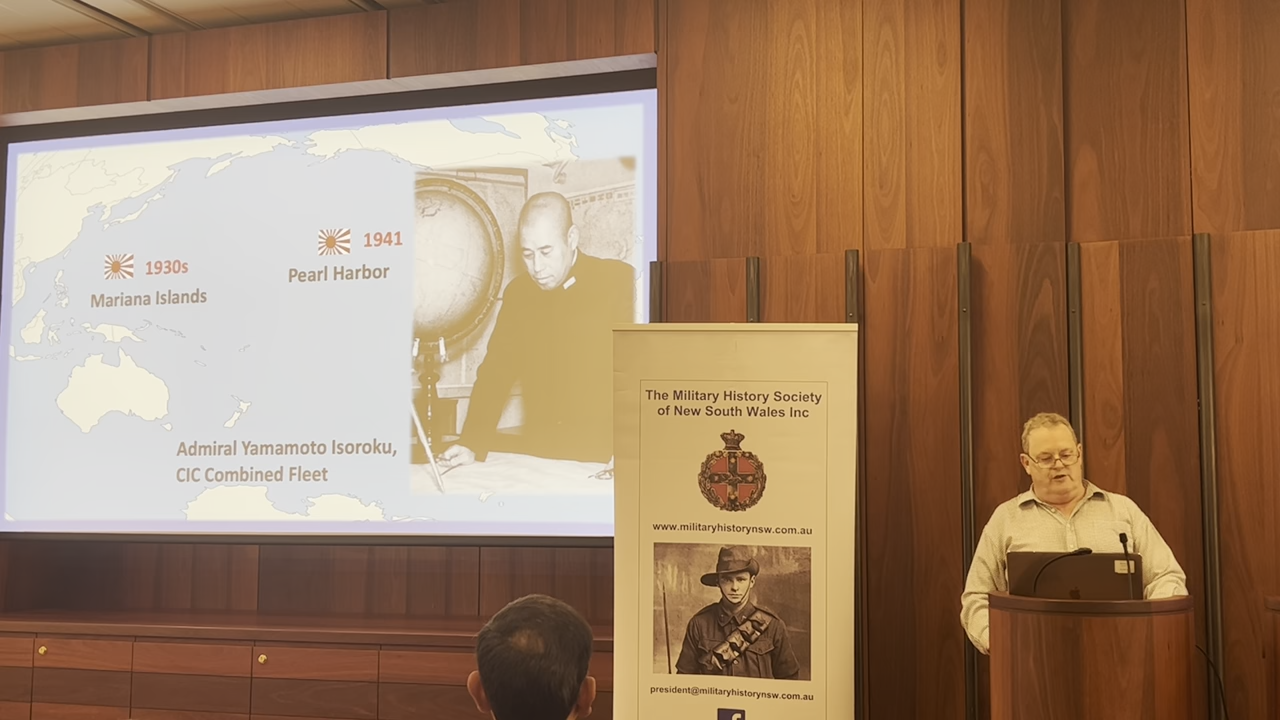 1941
1930s
Pearl Harbor
Mariana Islands
Admiral Yamamoto Isoroku,
CIC Combined Fleet
The Military History Society
of New South Wales Inc
www.militaryhistorynsw.com.au
president@militaryhistorynsw.com.au